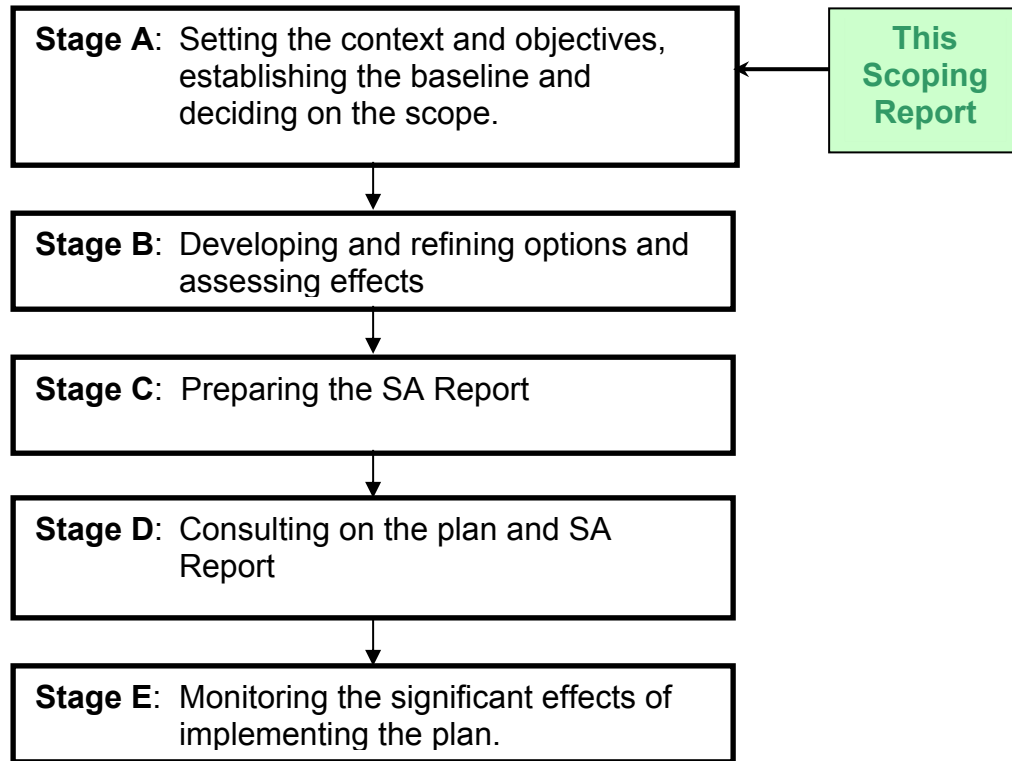 Stage A: Setting the context and objectives,
establishing the baseline and
deciding on the scope.
This
Scoping
Report
Stage B: Developing and refining options and
assessing effects
Stage C: Preparing the SA Report
Stage D: Consulting on the plan and SA
Report
Stage E: Monitoring the significant effects of
implementing the plan.